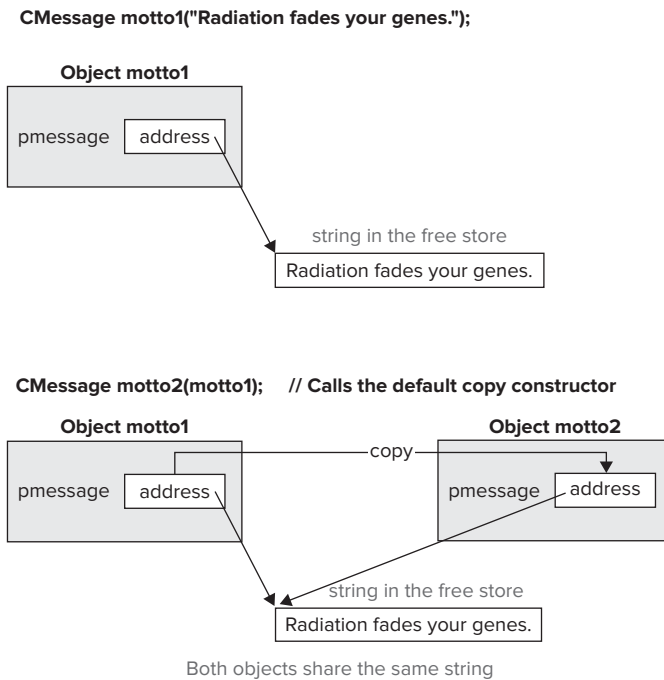 CMessage motto1("Radiation fades your genes.");
Object motto1
pmessage address
string in the free store
Radiation fades your genes.
CMessage motto2(motto1); // Calls the default copy constructor
Object motto1 Object motto2
copy
pmessage address pmessage address
string in the free store
Radiation fades your genes.
Both objects share the same string